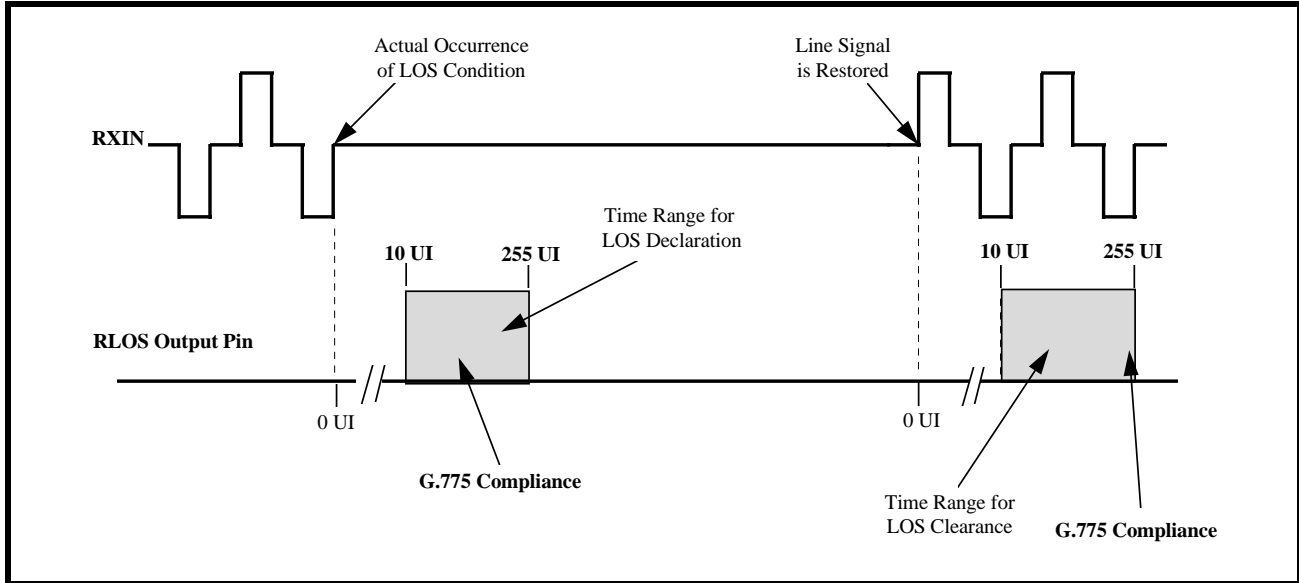 Actual Occurrence
of LOS Condition
Line Signal
is Restored
RXIN
Time Range for
LOS Declaration
10 UI
255 UI
10 UI
255 UI
RLOS Output Pin
0 UI
0 UI
G.775 Compliance
Time Range for
LOS Clearance
G.775 Compliance